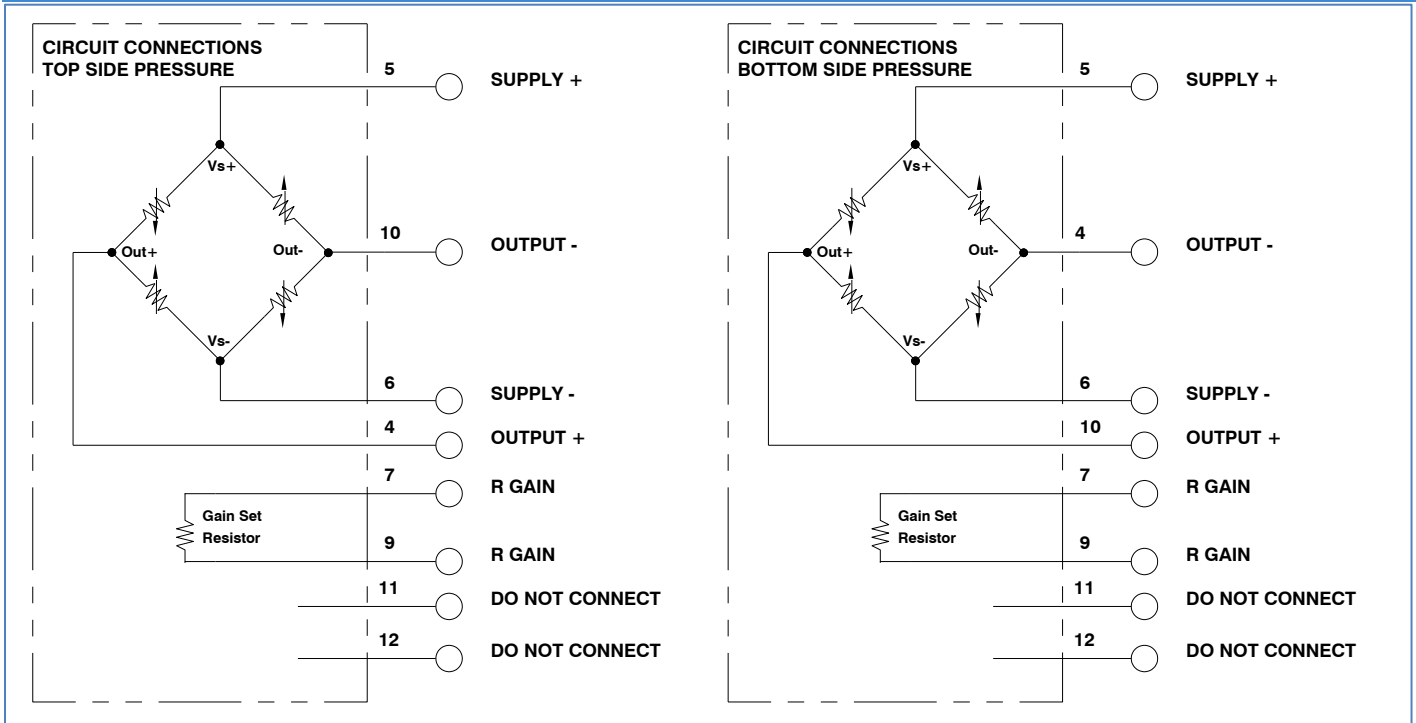 CIRCUIT CONNECTIONS
TOP SIDE PRESSURE
5
SUPPLY +
Vs+
10
OUTPUT -
Out+
Out-
Vs-
6
SUPPLY -
4
OUTPUT +
7
R GAIN
Gain Set
Resistor
9
R GAIN
11
DO NOT CONNECT
12
DO NOT CONNECT
CIRCUIT CONNECTIONS
BOTTOM SIDE PRESSURE
5
SUPPLY +
Vs+
4
OUTPUT -
Out+
Out-
Vs-
6
SUPPLY -
10
OUTPUT +
7
R GAIN
Gain Set
Resistor
9
R GAIN
11
DO NOT CONNECT
12
DO NOT CONNECT